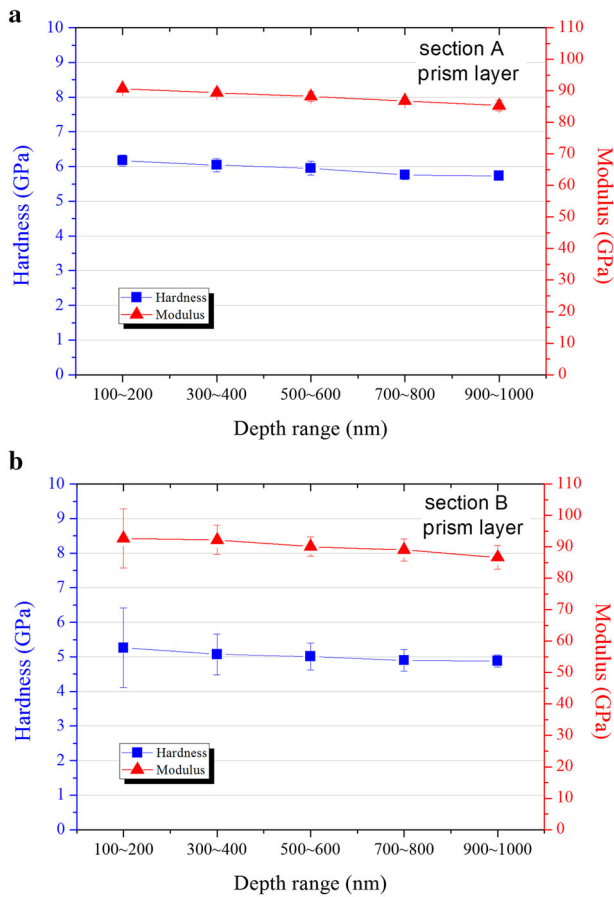 a
section A
prism layer
Hardness (GPa)
10
9
8
7
6
5
4
3
2
1
0
Modulus (GPa)
110
100
90
80
70
60
50
40
30
20
10
0
Hardness
Modulus
100~200 300~400 500~600 700~800 900~1000
Depth range (nm)
b
section B
prism layer
Hardness (GPa)
10
9
8
7
6
5
4
3
2
1
0
Modulus (GPa)
110
100
90
80
70
60
50
40
30
20
10
0
Hardness
Modulus
100~200 300~400 500~600 700~800 900~1000
Depth range (nm)